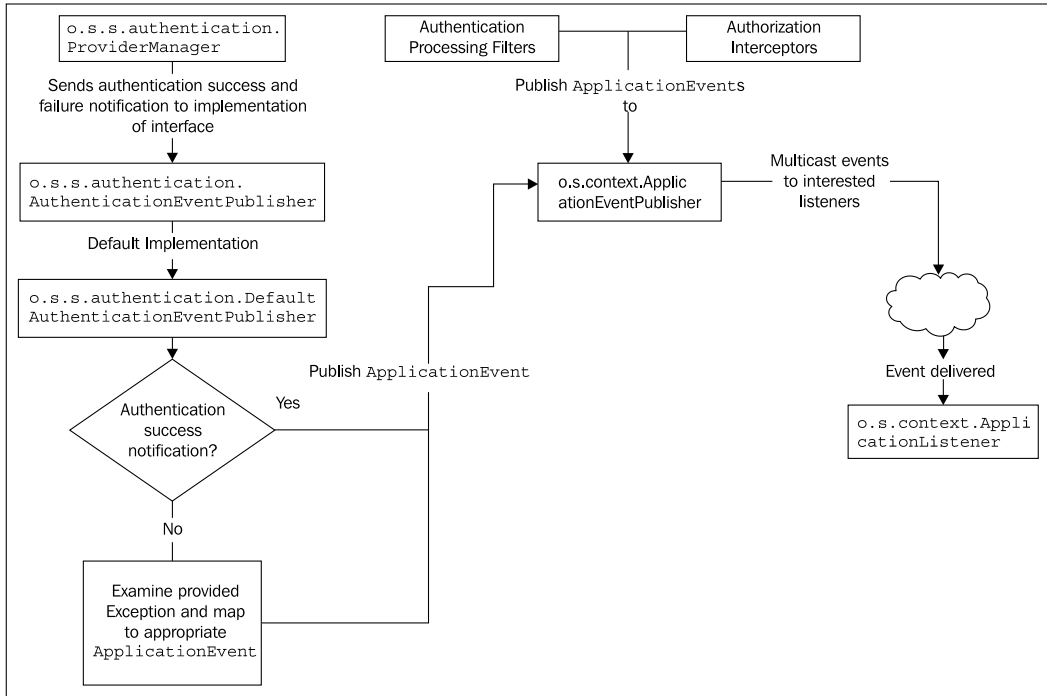 o.s.s.authentication.
ProviderManager
Sends authentication success and
failure notification to implementation
of interface
o.s.s.authentication.
AuthenticationEventPublisher
Default Implementation
o.s.s.authentication.Default
AuthenticationEventPublisher
Authentication
success
notification?
Yes
No
Examine provided
Exception and map
to appropriate
ApplicationEvent
Publish ApplicationEvent
Authentication
Processing Filters
Authorization
Interceptors
Publish ApplicationEvents
to
o.s.context.Applic
ationEventPublisher
Multicast events
to interested
listeners
Event delivered
o.s.context.Appli
cationListener